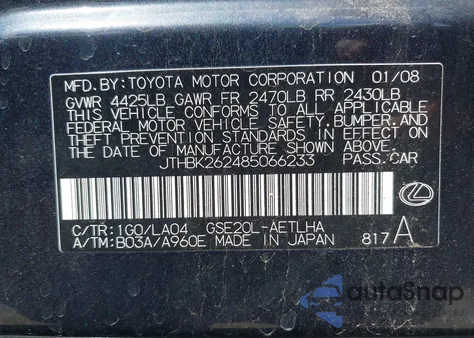 MFD.BY:TOYOTA MOTOR CORPORATION 01/08
GVWR 4425LB GAWR FR 2470LB RR 2430LB
THIS VEHICLE CONFORMS TO ALL APPLICABLE
FEDERAL MOTOR VEHICLE SAFETY,BUMPER,AND
THEFT PREVENTION STANDARDS IN EFFECT ON
THE DATE OF MANUFACTURE SHOWN ABOVE.
JTHBK262485066233 PASS.CAR
C/TR:1G0/LA04 GSE20L-AETLHA
A/TM:B03A/A960E MADE IN JAPAN 817A
autoSnap